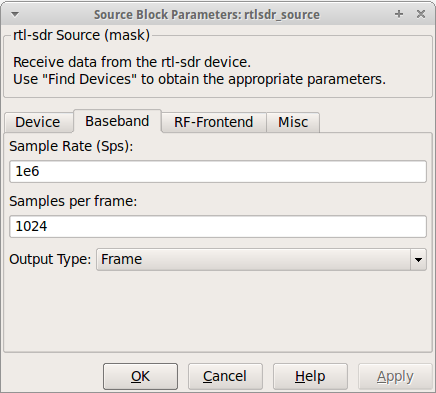 Source Block Parameters: rtlsdr_source
rtl-sdr Source (mask)
Receive data from the rtl-sdr device.
Use "Find Devices" to obtain the appropriate parameters.
Device Baseband RF-Frontend Misc
Sample Rate (Sps):
1e6
Samples per frame:
1024
Output Type: Frame
OK Cancel Help Apply